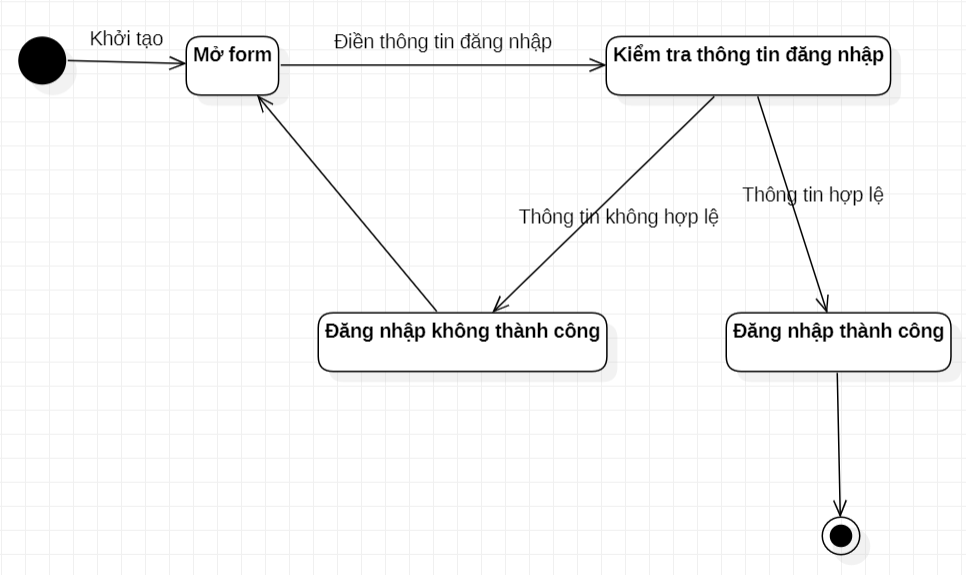 Khởi tạo
Mở form
Điền thông tin đăng nhập
Kiểm tra thông tin đăng nhập
Thông tin không hợp lệ
Thông tin hợp lệ
Đăng nhập không thành công
Đăng nhập thành công